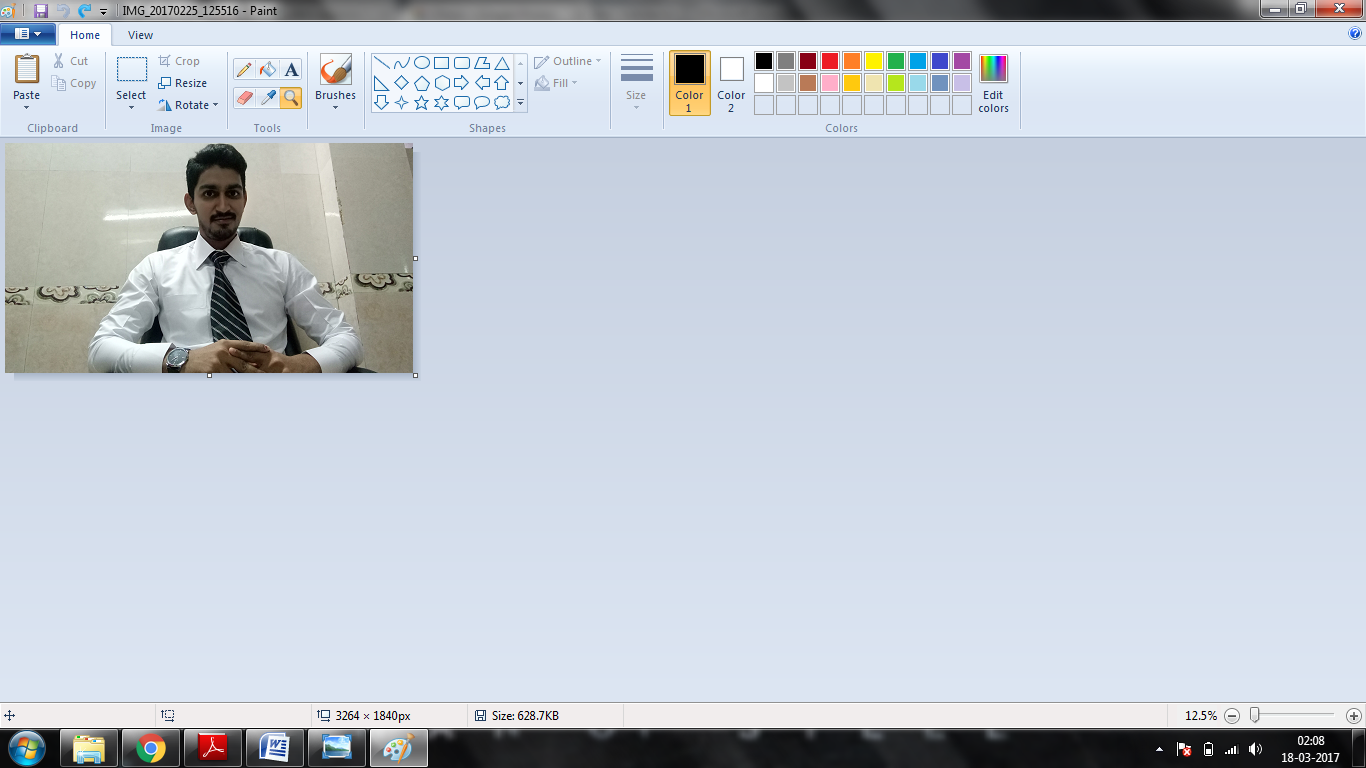 IMG_20170225_125516 - Paint
Home View
Paste
Cut
Copy
Clipboard
Select
Crop
Resize
Rotate
Image
A
Tools
Brushes
Outline
Fill
Shapes
Size
Color 1
Color 2
Edit colors
Colors
3264 × 1840px
Size: 628.7KB
12.5%
02:08
18-03-2017